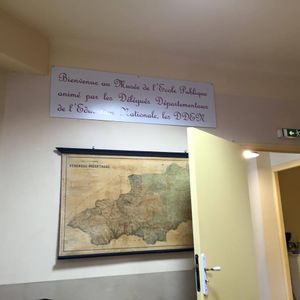 Bienvenue au Musée de l'Ecole Publique
animé par les Délégués Départementaux
de l'Education Nationale, les DDEN